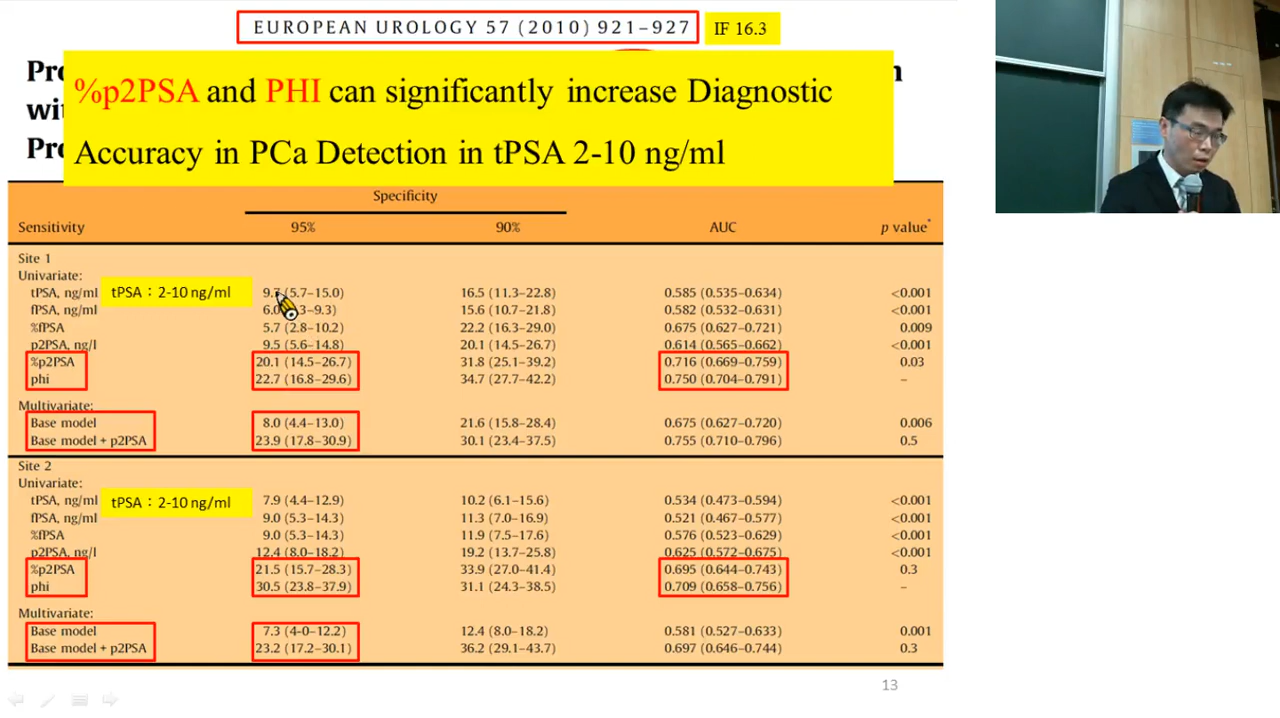 EUROPEAN UROLOGY 57 (2010) 921–927
IF 16.3
%p2PSA and PHI can significantly increase Diagnostic
Accuracy in PCa Detection in tPSA 2-10 ng/ml
Specificity
Sensitivity 95% 90% AUC p value*
Site 1
Univariate:
tPSA, ng/ml tPSA：2-10 ng/ml (5.7–15.0) 16.5 (11.3–22.8) 0.585 (0.535–0.634) <0.001
fPSA, ng/ml 15.6 (10.7–21.8) 0.582 (0.532–0.631) <0.001
%fPSA 5.7 (2.8–10.2) 22.2 (16.3–29.0) 0.675 (0.627–0.721) 0.009
p2PSA, ng/l 9.5 (5.6–14.8) 20.1 (14.5–26.7) 0.614 (0.565–0.662) <0.001
%p2PSA 20.1 (14.5–26.7) 31.8 (25.1–39.2) 0.716 (0.669–0.759) 0.03
phi 22.7 (16.8–29.6) 34.7 (27.7–42.2) 0.750 (0.704–0.791) –
Multivariate:
Base model 8.0 (4.4–13.0) 21.6 (15.8–28.4) 0.675 (0.627–0.720) 0.006
Base model + p2PSA 23.9 (17.8–30.9) 30.1 (23.4–37.5) 0.755 (0.710–0.796) 0.5
Site 2
Univariate:
tPSA, ng/ml tPSA：2-10 ng/ml 7.9 (4.4–12.9) 10.2 (6.1–15.6) 0.534 (0.473–0.594) <0.001
fPSA, ng/ml 9.0 (5.3–14.3) 11.3 (7.0–16.9) 0.521 (0.467–0.577) <0.001
%fPSA 9.0 (5.3–14.3) 11.9 (7.5–17.6) 0.576 (0.523–0.629) <0.001
p2PSA, ng/l 12.4 (8.0–18.2) 19.2 (13.7–25.8) 0.625 (0.572–0.675) <0.001
%p2PSA 21.5 (15.7–28.3) 33.9 (27.0–41.4) 0.695 (0.644–0.743) 0.3
phi 30.5 (23.8–37.9) 31.1 (24.3–38.5) 0.709 (0.658–0.756) –
Multivariate:
Base model 7.3 (4-0–12.2) 12.4 (8.0–18.2) 0.581 (0.527–0.633) 0.001
Base model + p2PSA 23.2 (17.2–30.1) 36.2 (29.1–43.7) 0.697 (0.646–0.744) 0.3
13